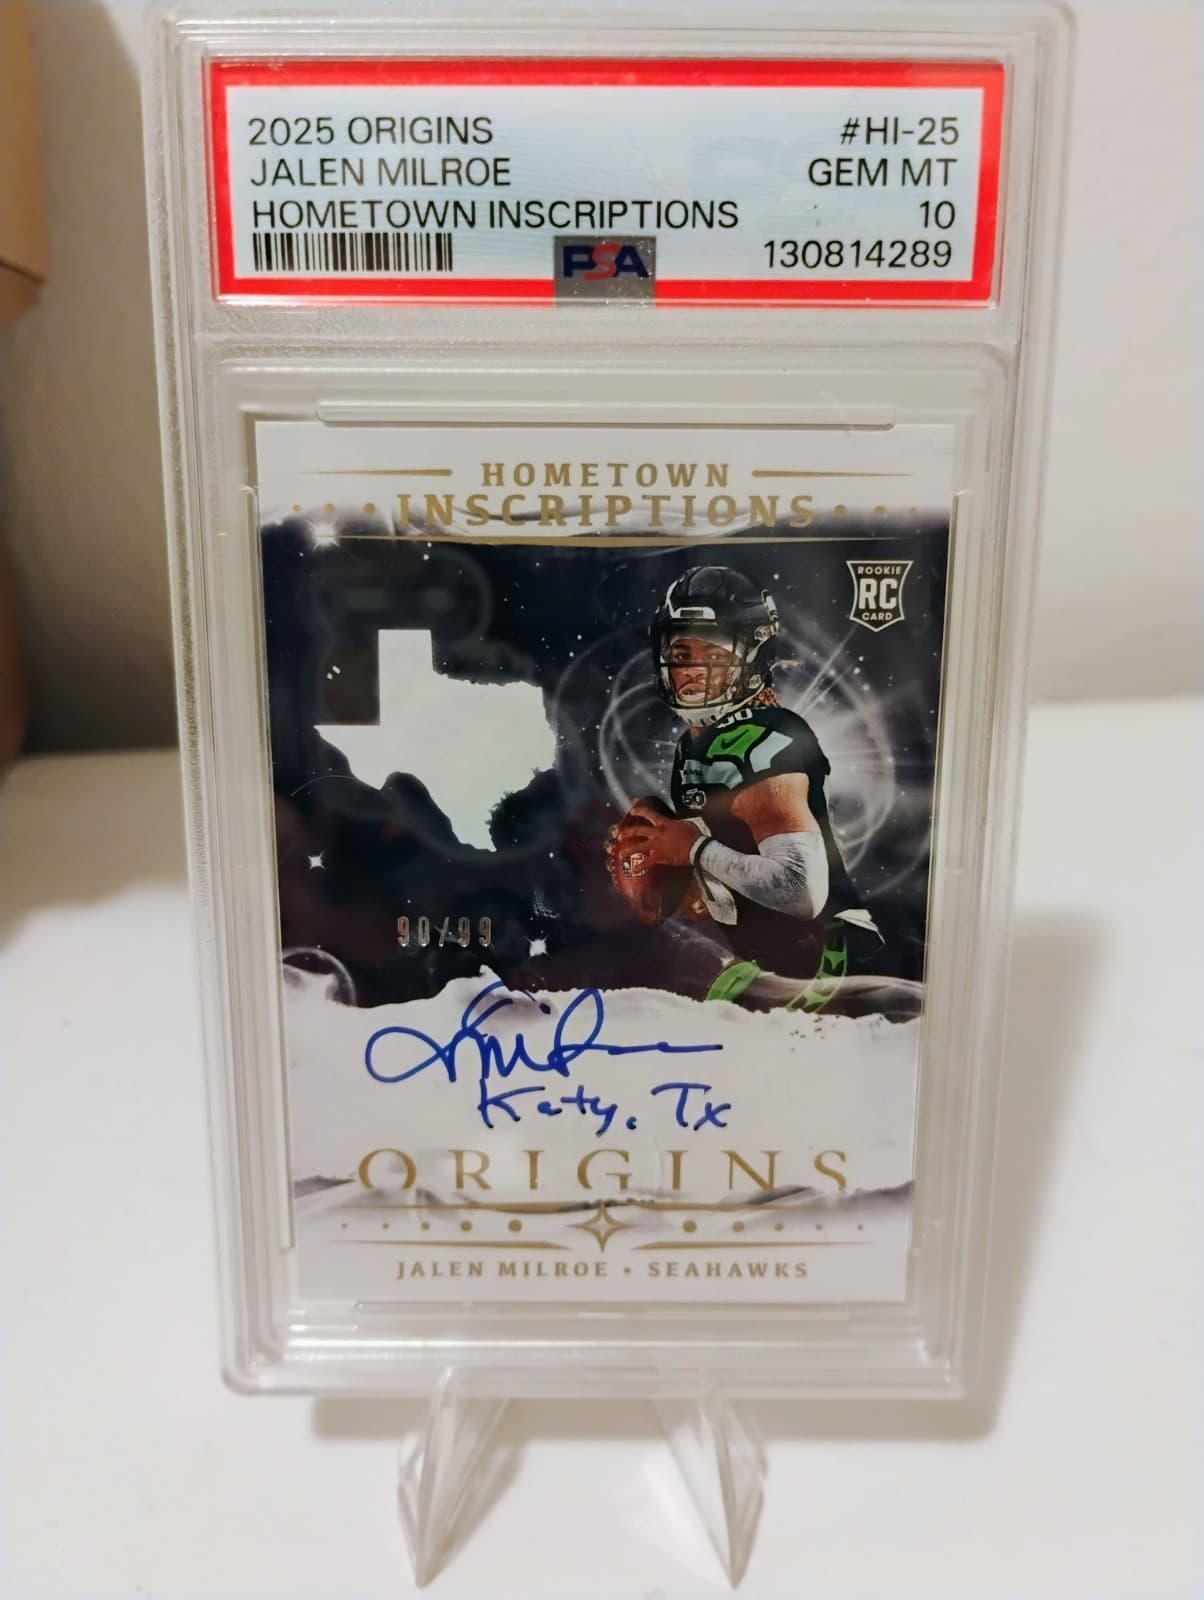 2025 ORIGINS #HI-25
JALEN MILROE GEM MT
HOMETOWN INSCRIPTIONS 10
PSA 130814289
HOMETOWN
INSCRIPTIONS
ROOKIE
RC
CARD
90/99
Katy, Tx
ORIGINS
JALEN MILROE • SEAHAWKS